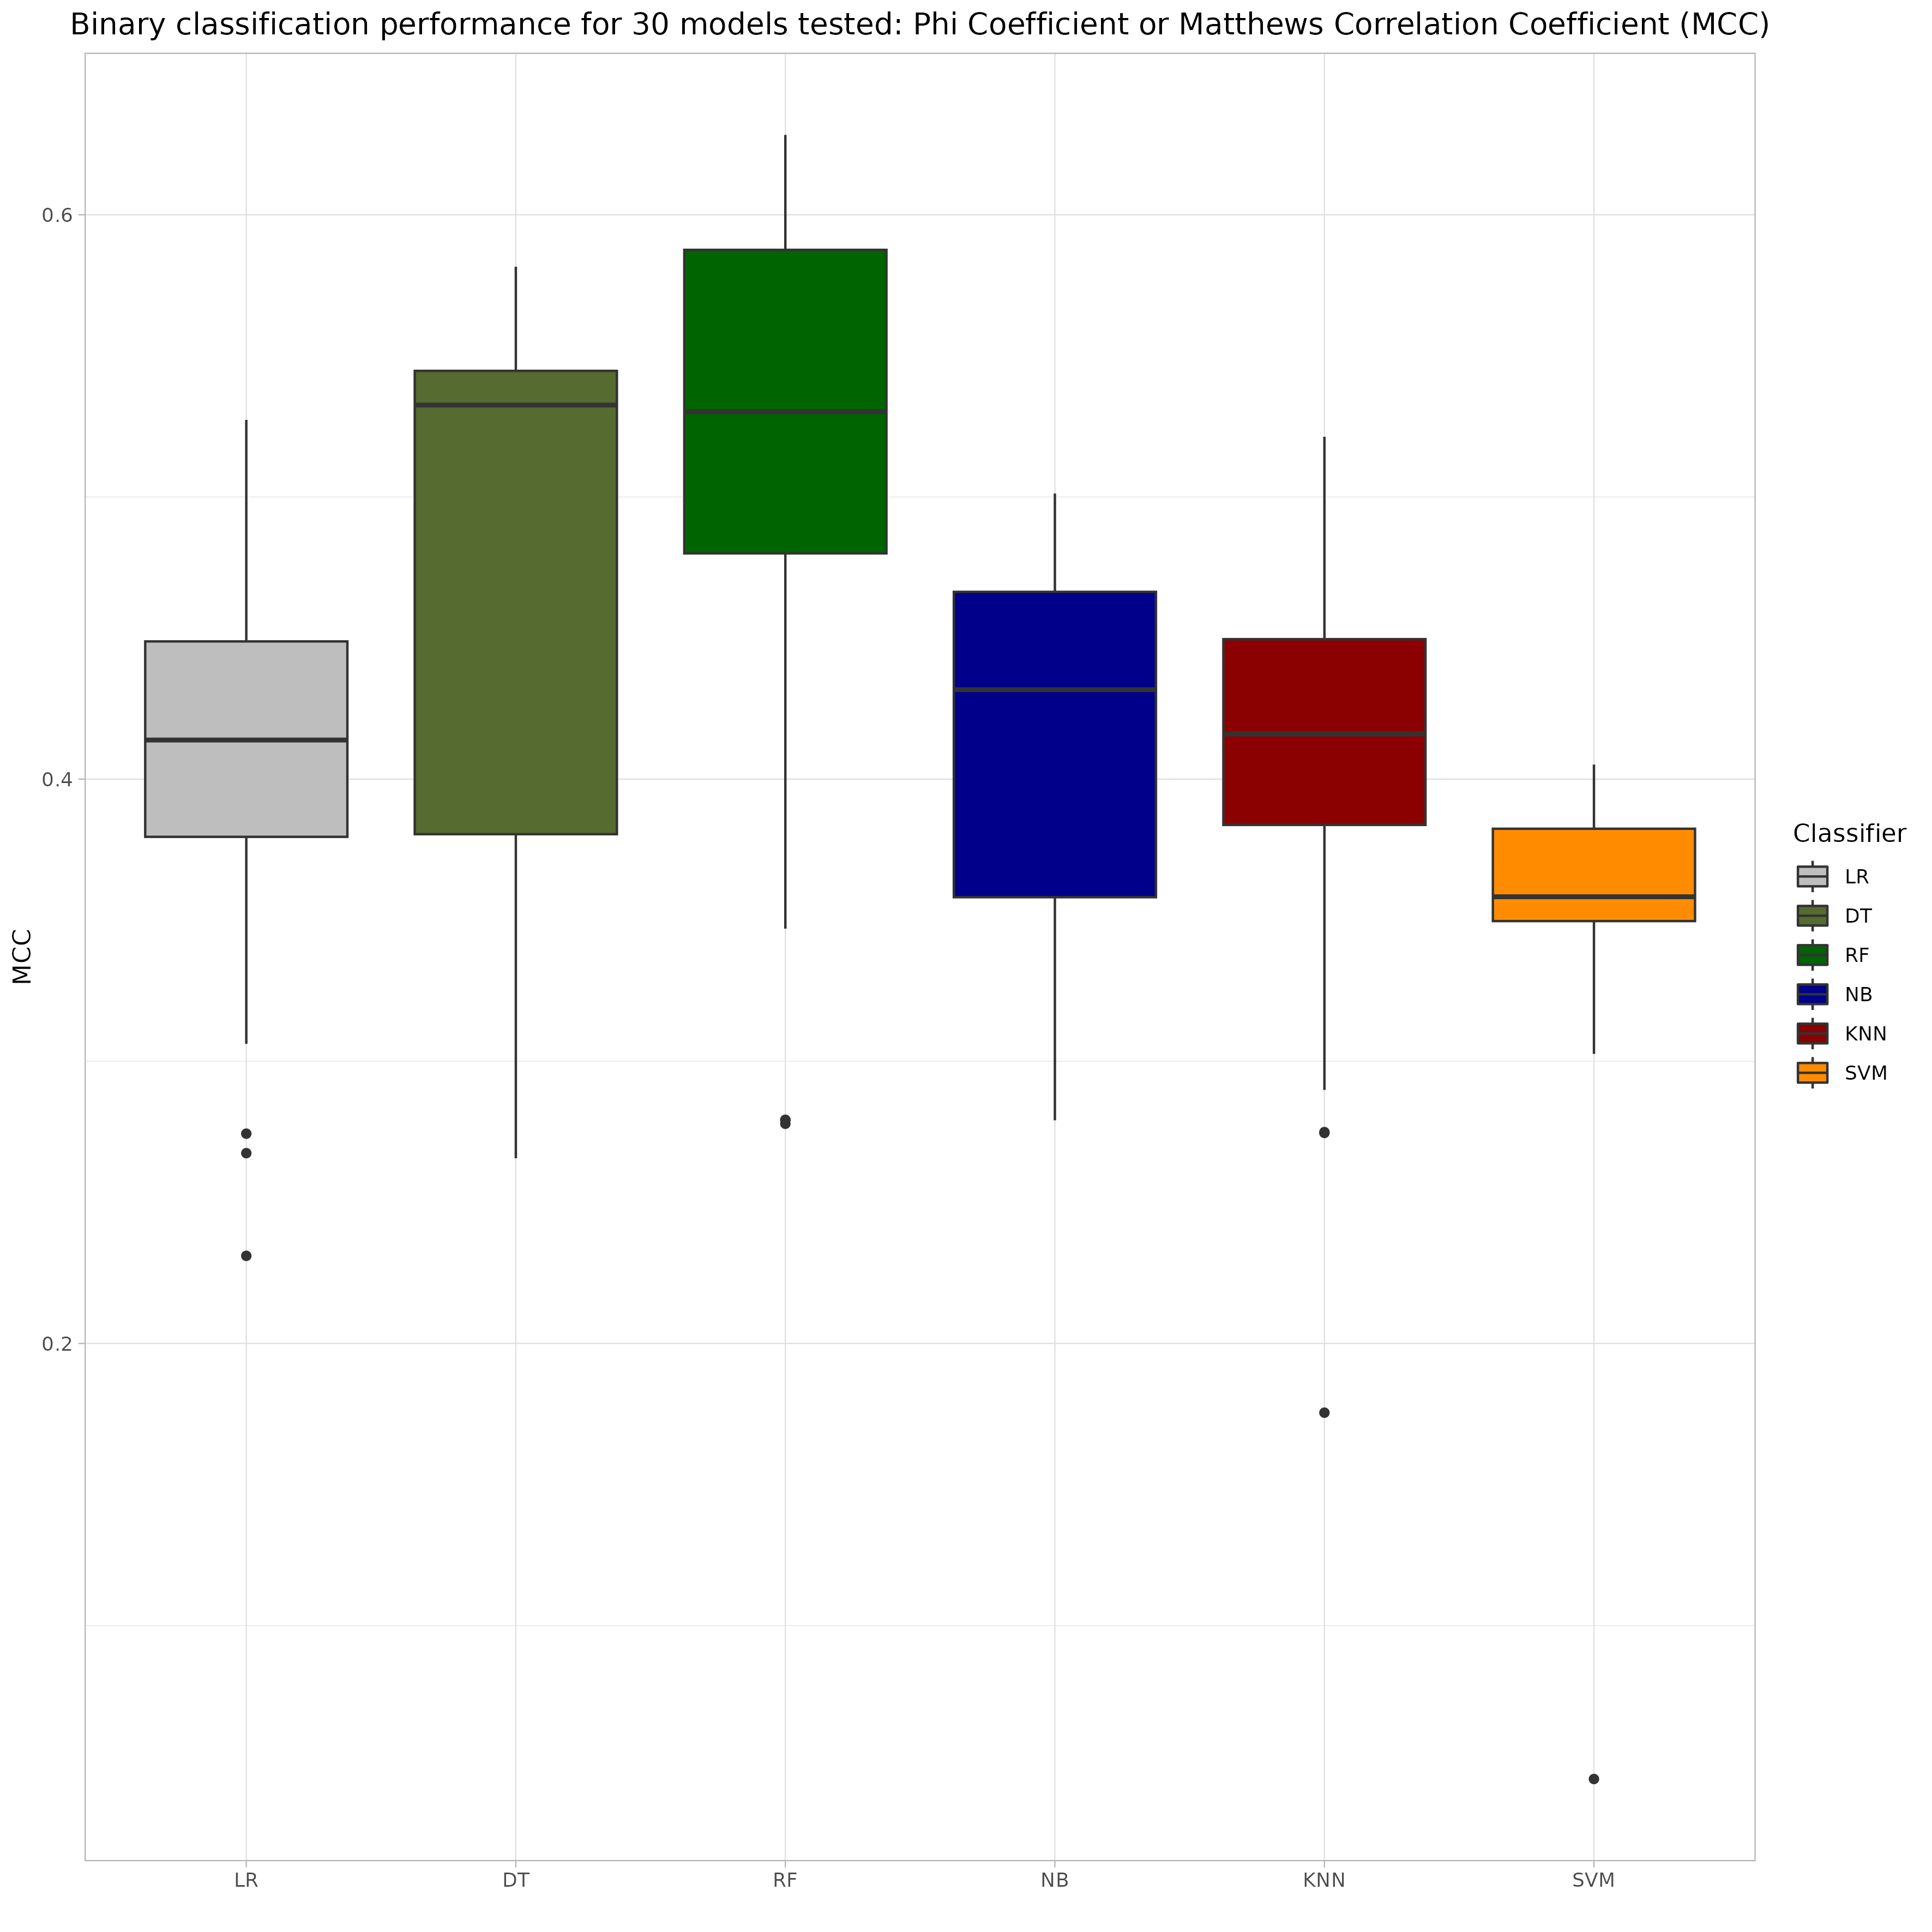 Binary classification performance for 30 models tested: Phi Coefficient or Matthews Correlation Coefficient (MCC)
MCC
0.6
0.4
0.2
LR
DT
RF
NB
KNN
SVM
Classifier
LR
DT
RF
NB
KNN
SVM